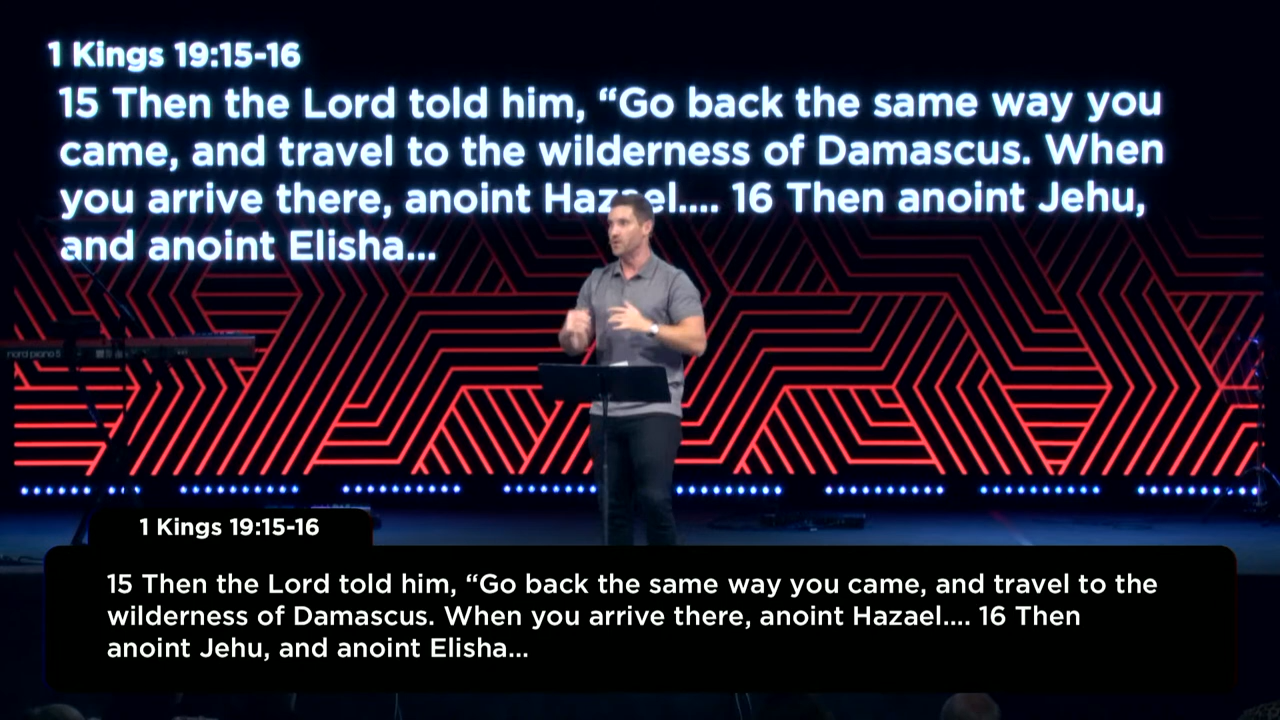 1 Kings 19:15-16
15 Then the Lord told him, “Go back the same way you
came, and travel to the wilderness of Damascus. When
you arrive there, anoint Hazael.... 16 Then anoint Jehu,
and anoint Elisha...
nord piano 5
1 Kings 19:15-16
15 Then the Lord told him, “Go back the same way you came, and travel to the
wilderness of Damascus. When you arrive there, anoint Hazael.... 16 Then
anoint Jehu, and anoint Elisha...